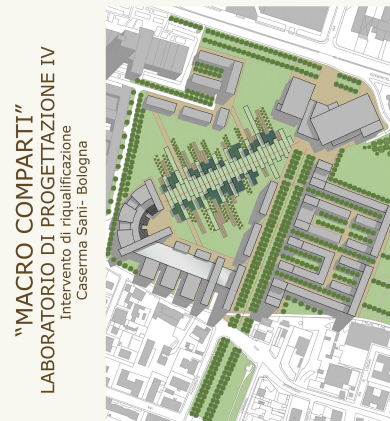 “MACRO COMPARTI”
LABORATORIO DI PROGETTAZIONE IV
Intervento di riqualificazione
Caserma Sani- Bologna